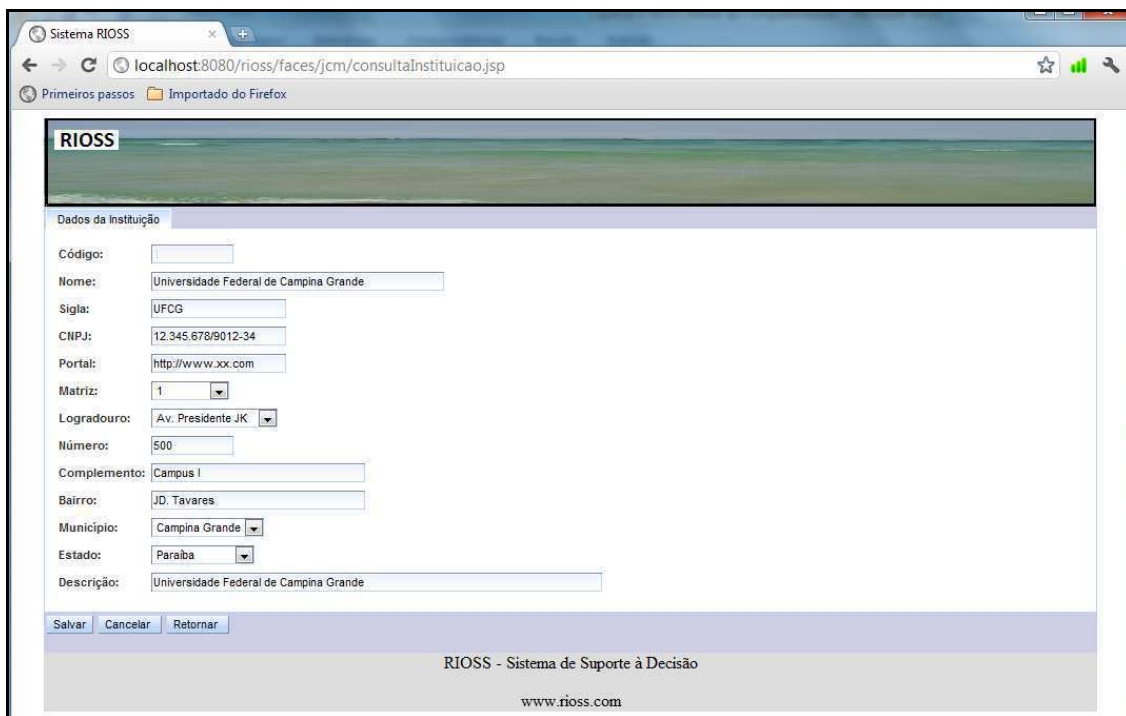 Sistema RIOSS
localhost:8080/rioss/faces/jcm/consultaInstituicao.jsp
Primeiros passos Importado do Firefox
RIOSS
Dados da Instituição
Código:
Nome: Universidade Federal de Campina Grande
Sigla: UFCG
CNPJ: 12.345.678/9012-34
Portal: http://www.xx.com
Matriz: 1
Logradouro: Av. Presidente JK
Número: 500
Complemento: Campus I
Bairro: JD. Tavares
Município: Campina Grande
Estado: Paraíba
Descrição: Universidade Federal de Campina Grande
Salvar Cancelar Retornar
RIOSS - Sistema de Suporte à Decisão
www.rioss.com